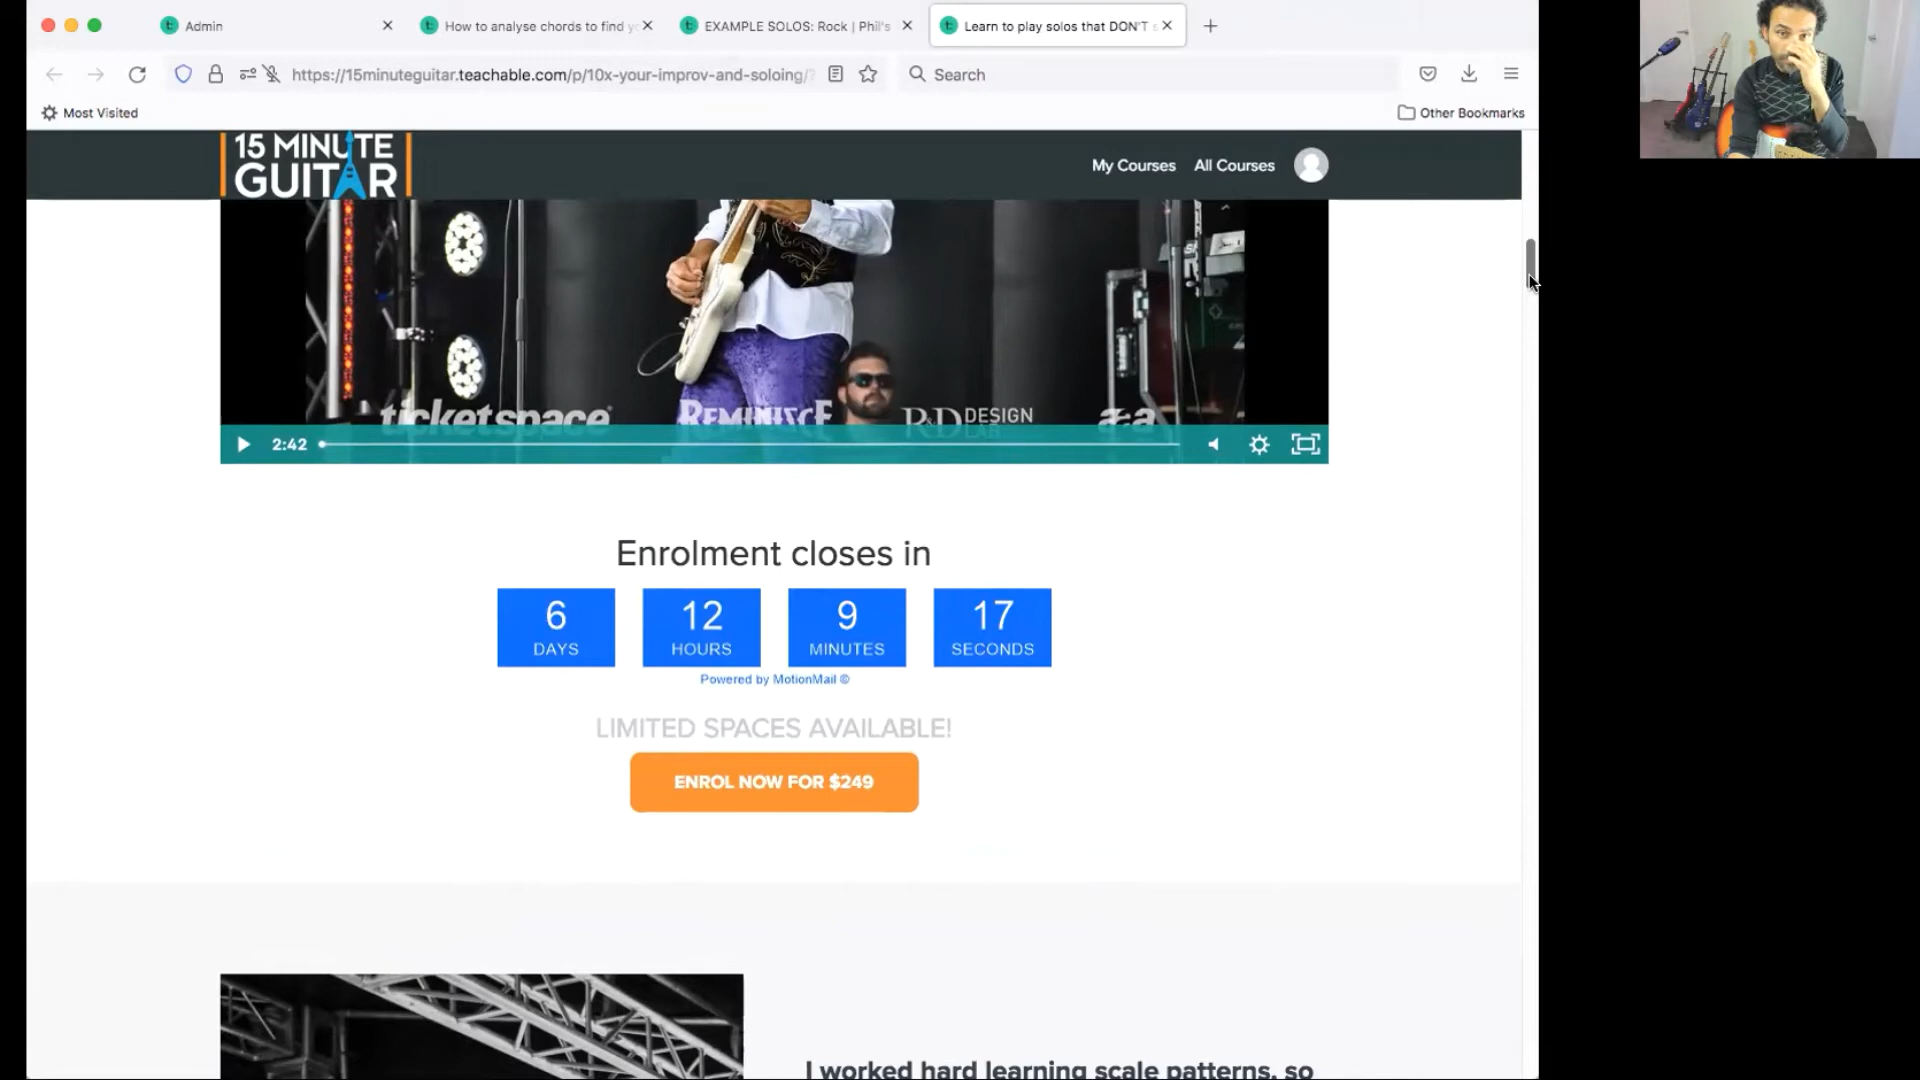 Admin
How to analyse chords to find y
EXAMPLE SOLOS: Rock | Phil's
Learn to play solos that DON'T s
https://15minuteguitar.teachable.com/p/10x-your-improv-and-soloing/?
Search
Most Visited
Other Bookmarks
15 MINUTE
GUITAR
My Courses
All Courses
ticketspace
REMINISCE
R&D DESIGN
LAB
a&a
2:42
Enrolment closes in
6
12
9
17
DAYS
HOURS
MINUTES
SECONDS
Powered by MotionMail ©
LIMITED SPACES AVAILABLE!
ENROL NOW FOR $249
I worked hard learning scale patterns, so